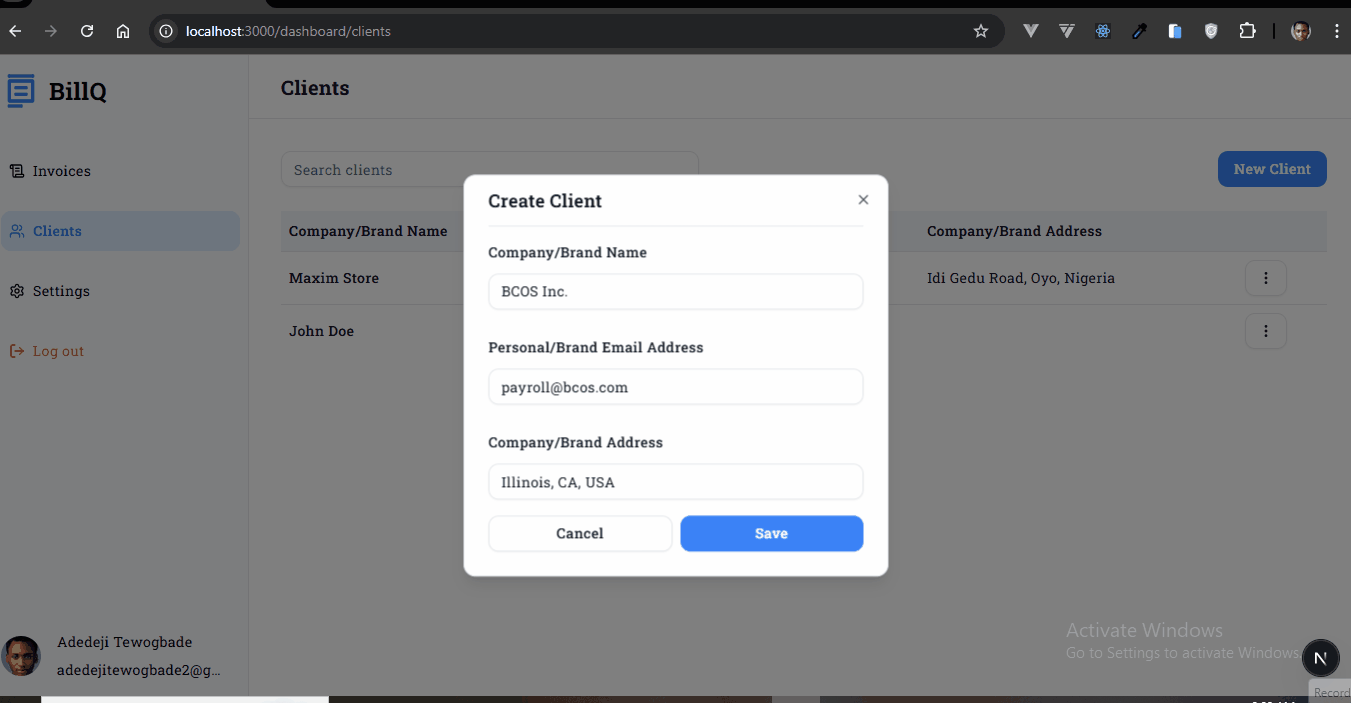 localhost:3000/dashboard/clients
BillQ
Clients
Invoices
Clients
Settings
Log out
Search clients
New Client
Company/Brand Name
Company/Brand Address
Maxim Store
Idi Gedu Road, Oyo, Nigeria
John Doe
Create Client
Company/Brand Name
BCOS Inc.
Personal/Brand Email Address
payroll@bcos.com
Company/Brand Address
Illinois, CA, USA
Cancel
Save
Adedeji Tewogbade
adedejitewogbade2@g...
Activate Windows
Go to Settings to activate Windows.
N
Record